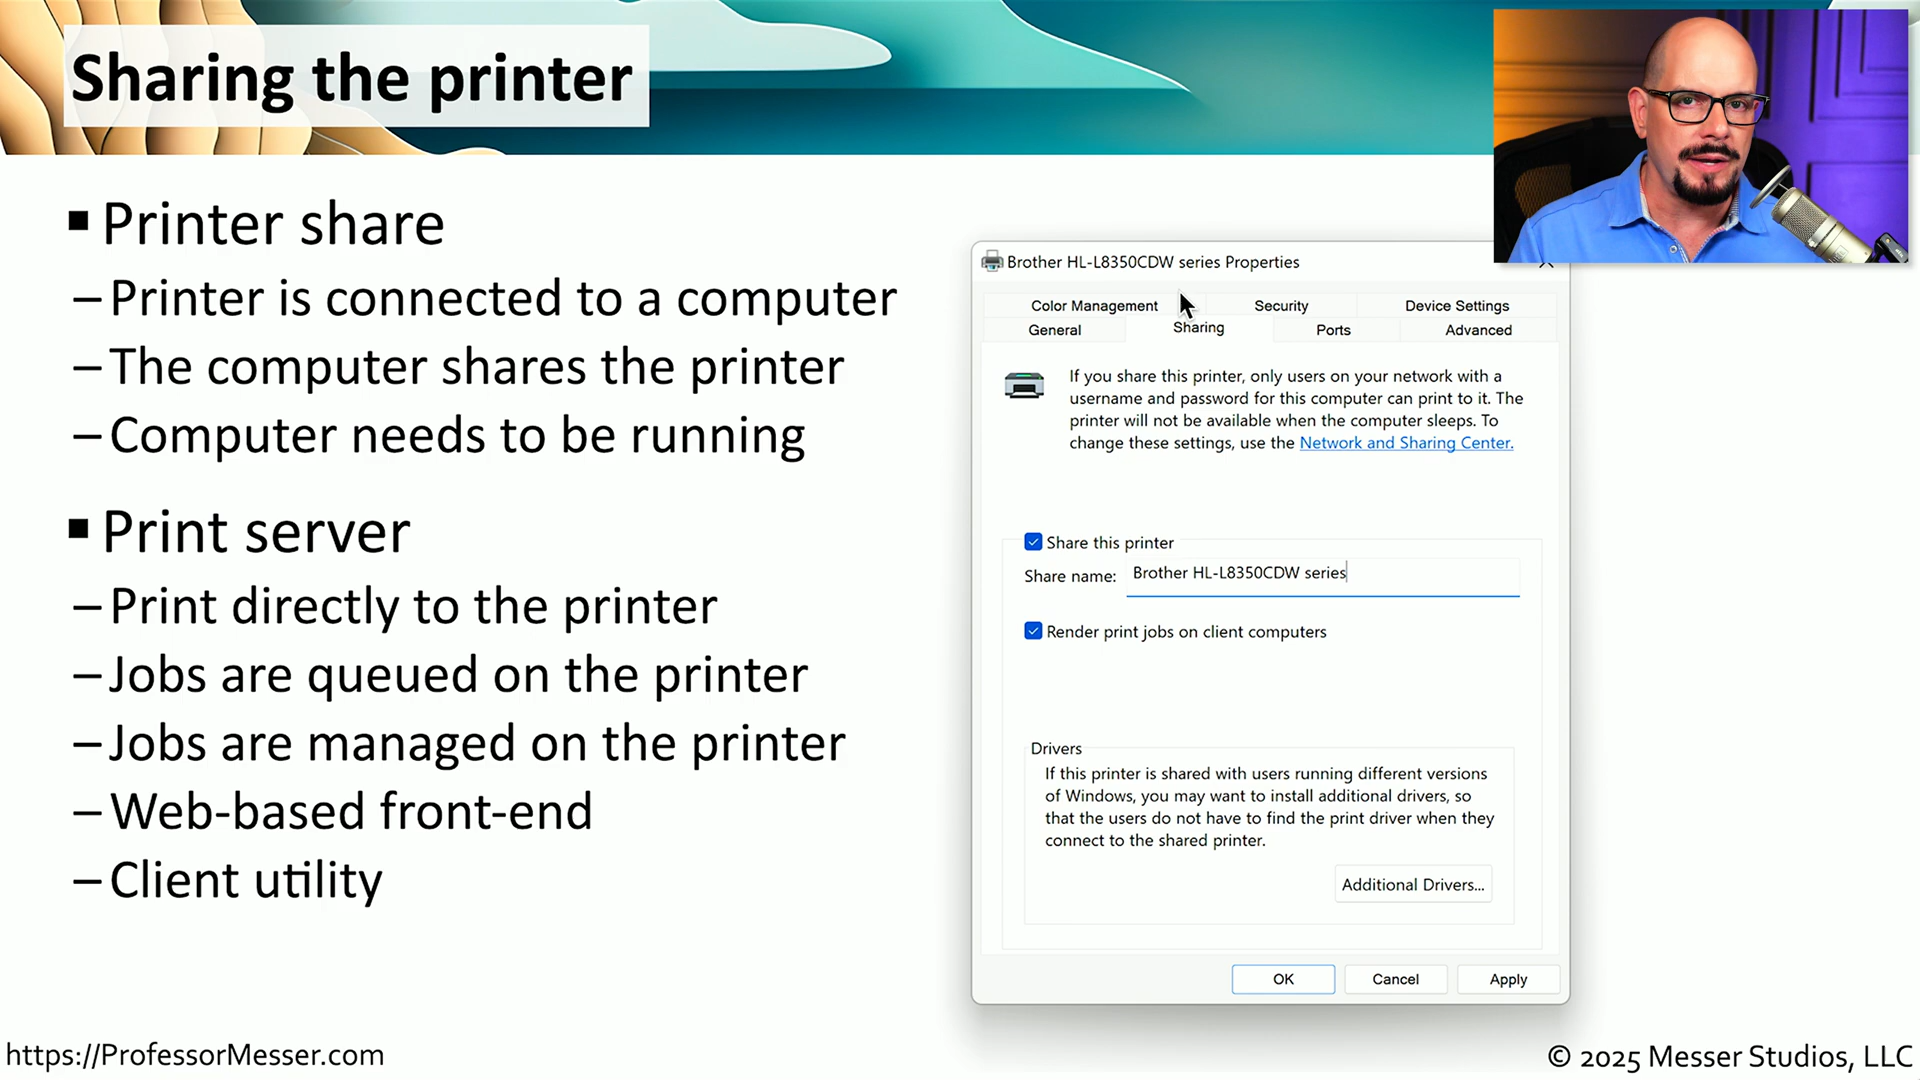 Sharing the printer
▪ Printer share
– Printer is connected to a computer
– The computer shares the printer
– Computer needs to be running
▪ Print server
– Print directly to the printer
– Jobs are queued on the printer
– Jobs are managed on the printer
– Web-based front-end
– Client utility
Brother HL-L8350CDW series Properties
Color Management
Security
Device Settings
General
Sharing
Ports
Advanced
If you share this printer, only users on your network with a
username and password for this computer can print to it. The
printer will not be available when the computer sleeps. To
change these settings, use the Network and Sharing Center.
Share this printer
Share name: Brother HL-L8350CDW series
Render print jobs on client computers
Drivers
If this printer is shared with users running different versions
of Windows, you may want to install additional drivers, so
that the users do not have to find the print driver when they
connect to the shared printer.
Additional Drivers...
OK
Cancel
Apply
https://ProfessorMesser.com
© 2025 Messer Studios, LLC